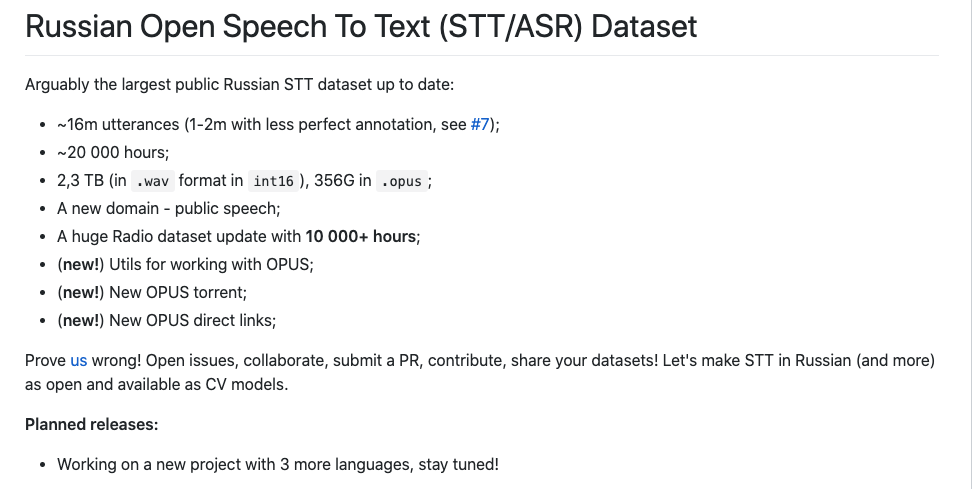 Russian Open Speech To Text (STT/ASR) Dataset
Arguably the largest public Russian STT dataset up to date:
• ~16m utterances (1-2m with less perfect annotation, see #7);
• ~20 000 hours;
• 2,3 TB (in .wav format in int16 ), 356G in .opus ;
• A new domain - public speech;
• A huge Radio dataset update with 10 000+ hours;
• (new!) Utils for working with OPUS;
• (new!) New OPUS torrent;
• (new!) New OPUS direct links;
Prove us wrong! Open issues, collaborate, submit a PR, contribute, share your datasets! Let's make STT in Russian (and more)
as open and available as CV models.
Planned releases:
• Working on a new project with 3 more languages, stay tuned!